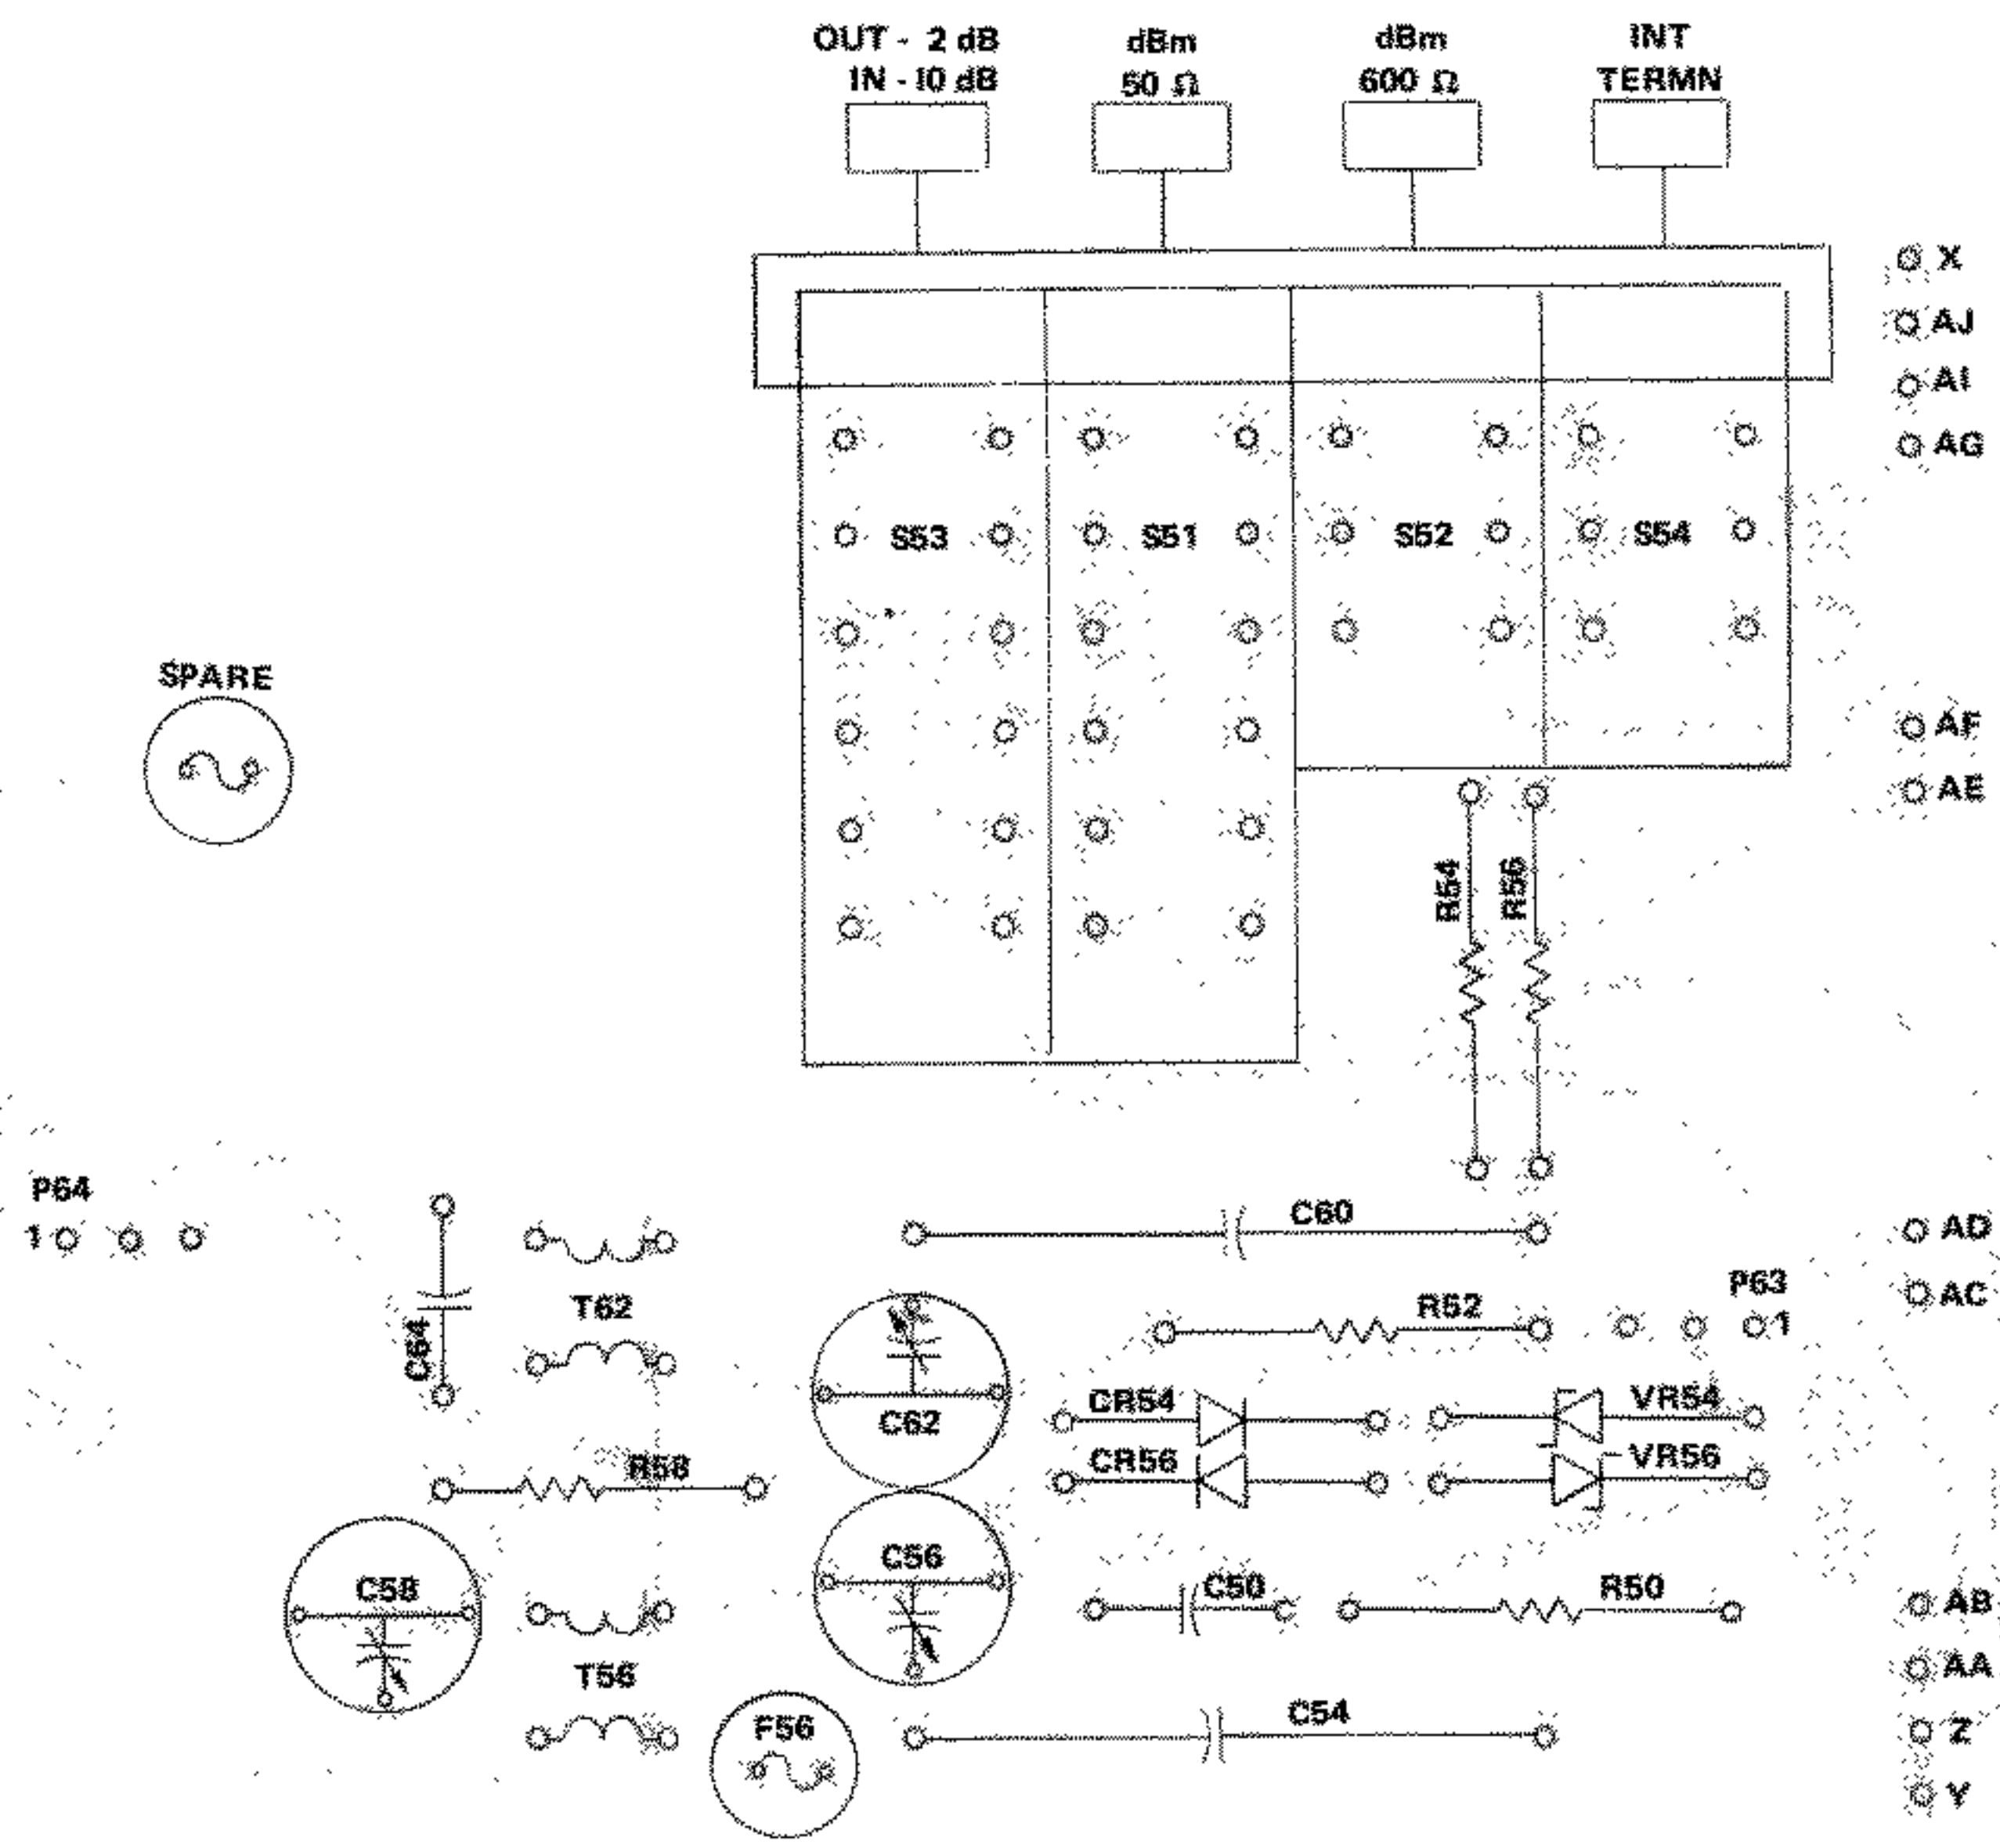 OUT - 2 dB
IN - 10 dB
dBm
50 Ω
dBm
600 Ω
INT
TERMN
X
AJ
AI
AG
S53
S51
S52
S54
SPARE
AF
AE
R54
R56
P64
1
C60
AD
P63
AC
T62
R52
1
C64
CR54
VR54
C62
CR56
VR56
R58
C56
C58
C50
R50
AB
AA
T56
C54
F56
Z
Y